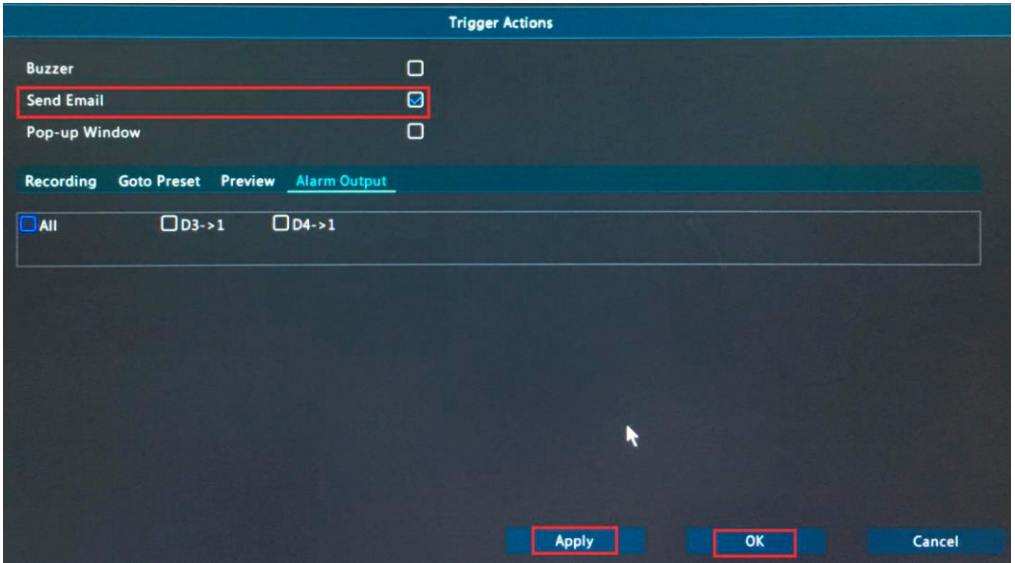 Trigger Actions
Buzzer
Send Email
Pop-up Window
Recording Goto Preset Preview Alarm Output
All D3->1 D4->1
Apply OK Cancel